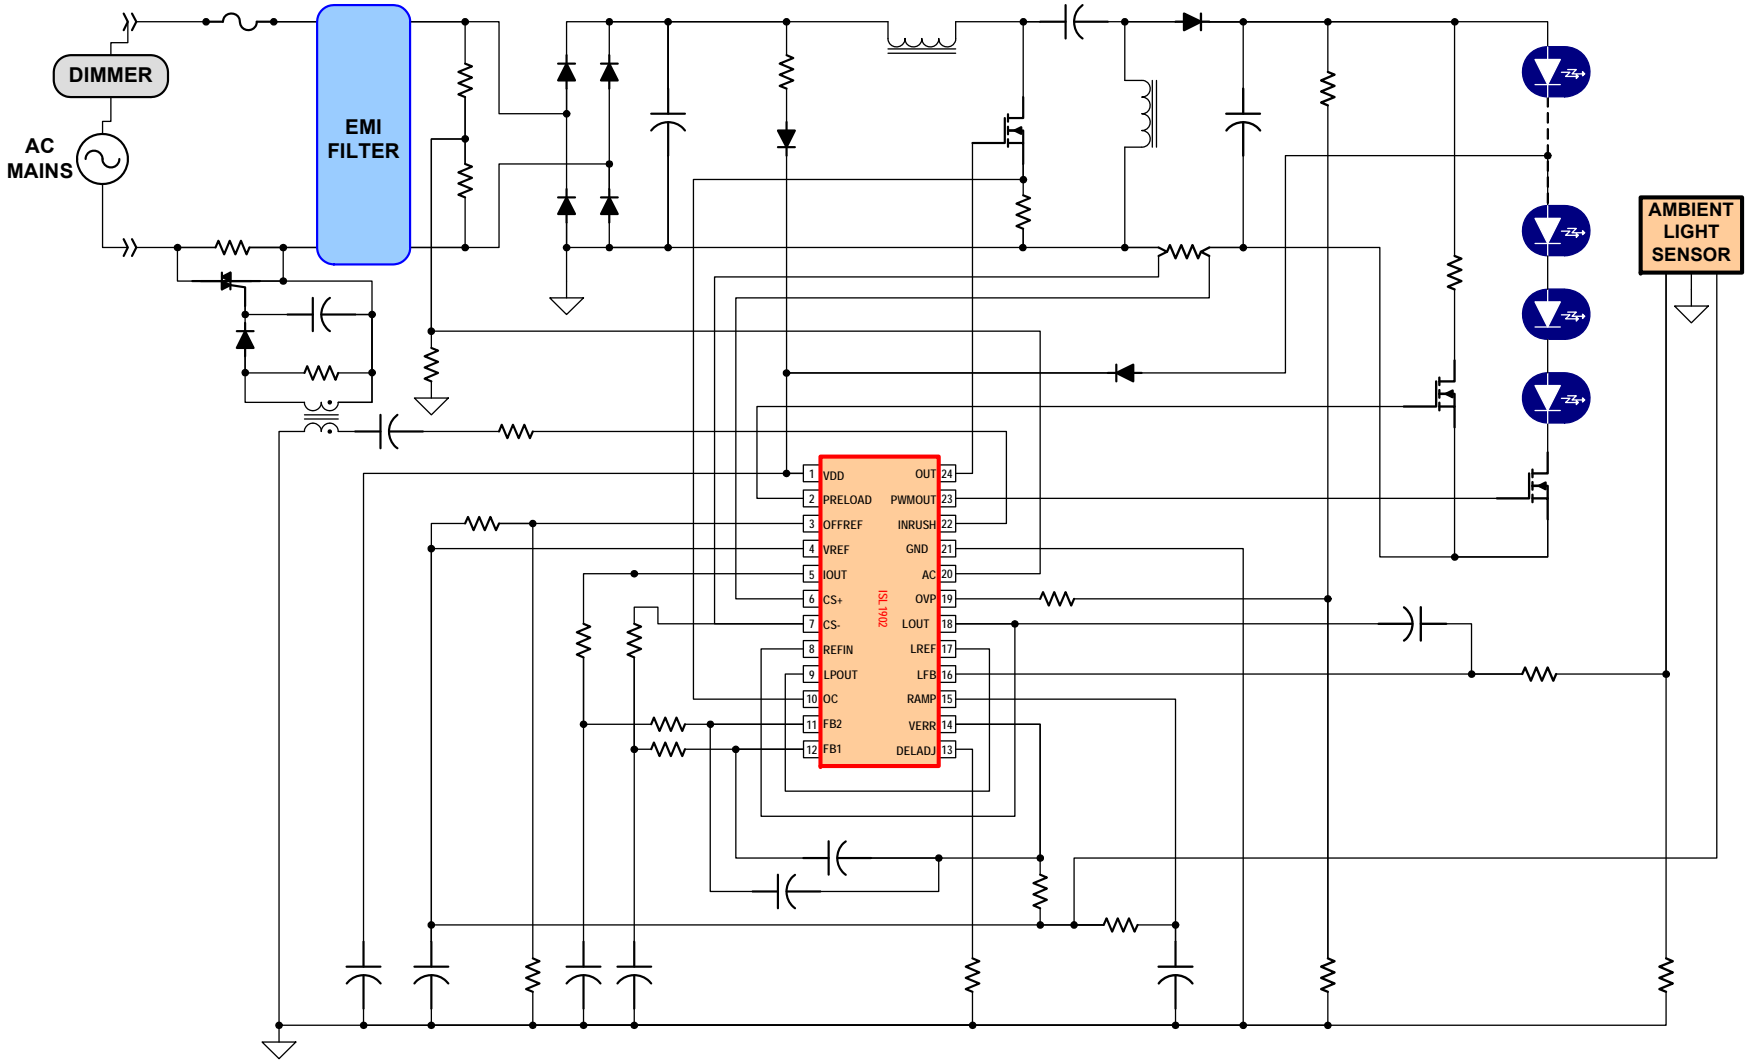 DIMMER
AC
MAINS
EMI
FILTER
AMBIENT
LIGHT
SENSOR
1 VDD
2 PRELOAD
3 OFFREF
4 VREF
5 IOUT
6 CS+
7 CS-
8 REFIN
9 LPOUT
10 OC
11 FB2
12 FB1
ISL1902
OUT 24
PWMOUT 23
INRUSH 22
GND 21
AC 20
OVP 19
LOUT 18
LREF 17
LFB 16
RAMP 15
VERR 14
DELADJ 13